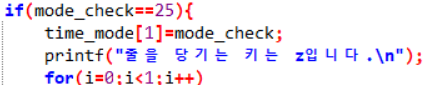 if(mode_check==25){
time_mode[1]=mode_check;
printf("줄을 당기는 키는 z입니다.\n");
for(i=0;i<1;i++)